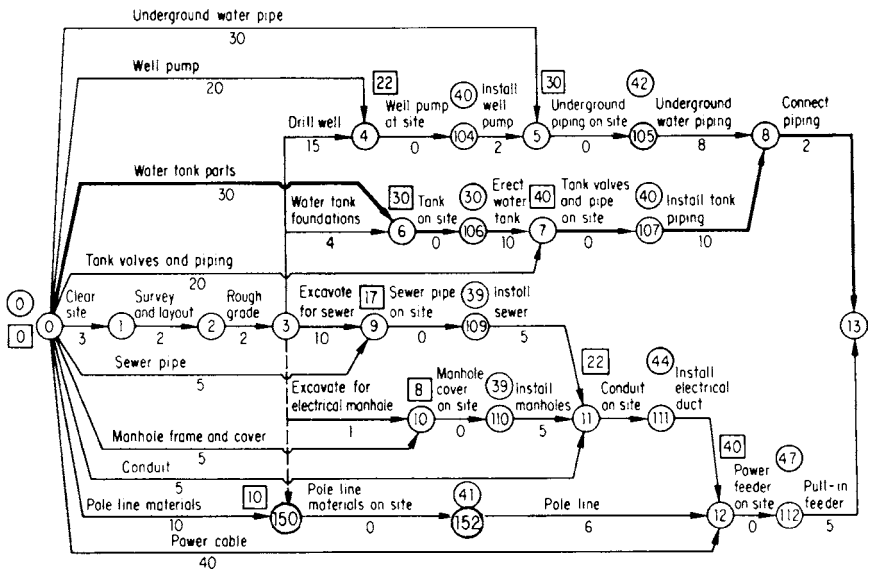 Underground water pipe
30
Well pump
20
22
40
Install
well
pump
30
42
Well pump
at site
Underground
piping on site
Underground
water piping
Connect
piping
Drill well
15
4
0
104
2
5
0
105
8
8
2
Water tank parts
30
Water tank
foundations
4
30
Tank
on site
30
Erect
water
tank
40
Tank valves
and pipe
on site
40
Install tank
piping
6
0
106
10
7
0
107
10
Tank valves and piping
20
0
0
0
Clear
site
3
1
Survey
and layout
2
2
Rough
grade
2
3
Excavate
for sewer
10
17
9
Sewer pipe
on site
0
39
109
Install
sewer
5
13
Sewer pipe
5
Excavate for
electrical manhole
1
8
10
Manhole
cover
on site
0
39
110
Install
manholes
5
22
11
Conduit
on site
0
44
111
Install
electrical
duct
Manhole frame and cover
5
Conduit
5
Pole line materials
10
10
150
Pole line
materials on site
0
41
152
Pole line
6
40
12
Power
feeder
on site
0
47
112
Pull-in
feeder
5
Power cable
40